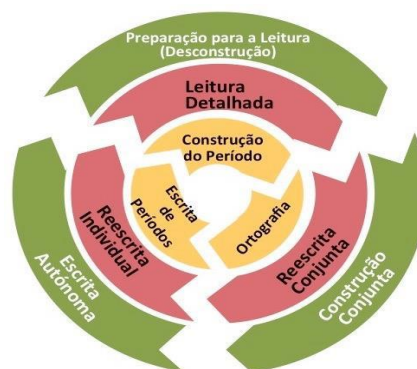 Preparação para a Leitura
(Desconstrução)
Leitura
Detalhada
Construção
do Período
Escrita
de
Períodos
Ortografia
Reescrita
Individual
Reescrita
Conjunta
Escrita
Autónoma
Construção
Conjunta